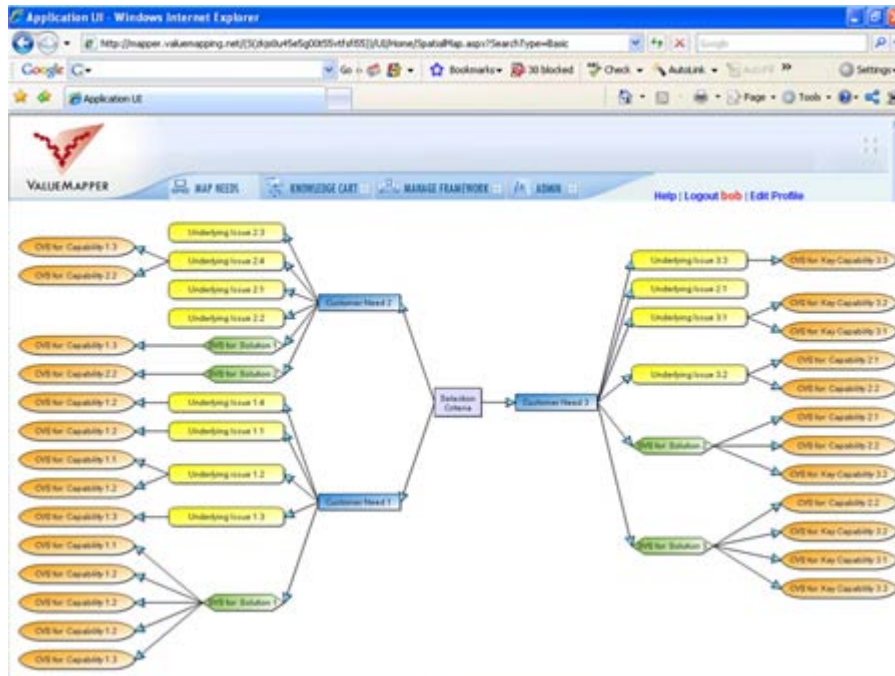 Application UI - Windows Internet Explorer
Google
Google
Go
Bookmarks
30 blocked
Check
AutoLink
AutoFill
Settings
Application UI
Page
Tools
VALUEMAPPER
MAP NEEDS
KNOWLEDGE CART
MANAGE FRAMEWORK
ADMIN
Help | Logout bob | Edit Profile
Underlying Issue 2.3
CVS for Capability 1.3
Underlying Issue 2.4
CVS for Capability 2.2
Underlying Issue 2.1
Underlying Issue 2.2
Customer Need 2
CVS for Capability 1.3
CVS for Solution 1
CVS for Capability 2.2
CVS for Solution
CVS for Capability 1.2
Underlying Issue 1.4
CVS for Capability 1.2
Underlying Issue 1.1
CVS for Capability 1.1
Underlying Issue 1.2
CVS for Capability 1.2
CVS for Capability 1.3
Underlying Issue 1.3
Customer Need 1
CVS for Capability 1.1
CVS for Capability 1.2
CVS for Capability 1.2
CVS for Solution 1
CVS for Capability 1.2
CVS for Capability 1.3
Selection
Criteria
Customer Need 3
Underlying Issue 3.3
CVS for Key Capability 3.3
Underlying Issue 2.1
Underlying Issue 3.1
CVS for Key Capability 3.2
CVS for Key Capability 3.1
Underlying Issue 3.2
CVS for Capability 2.1
CVS for Capability 2.2
CVS for Solution
CVS for Capability 2.1
CVS for Capability 2.2
CVS for Key Capability 3.2
CVS for Solution
CVS for Capability 2.2
CVS for Key Capability 3.2
CVS for Key Capability 3.1
CVS for Key Capability 3.3